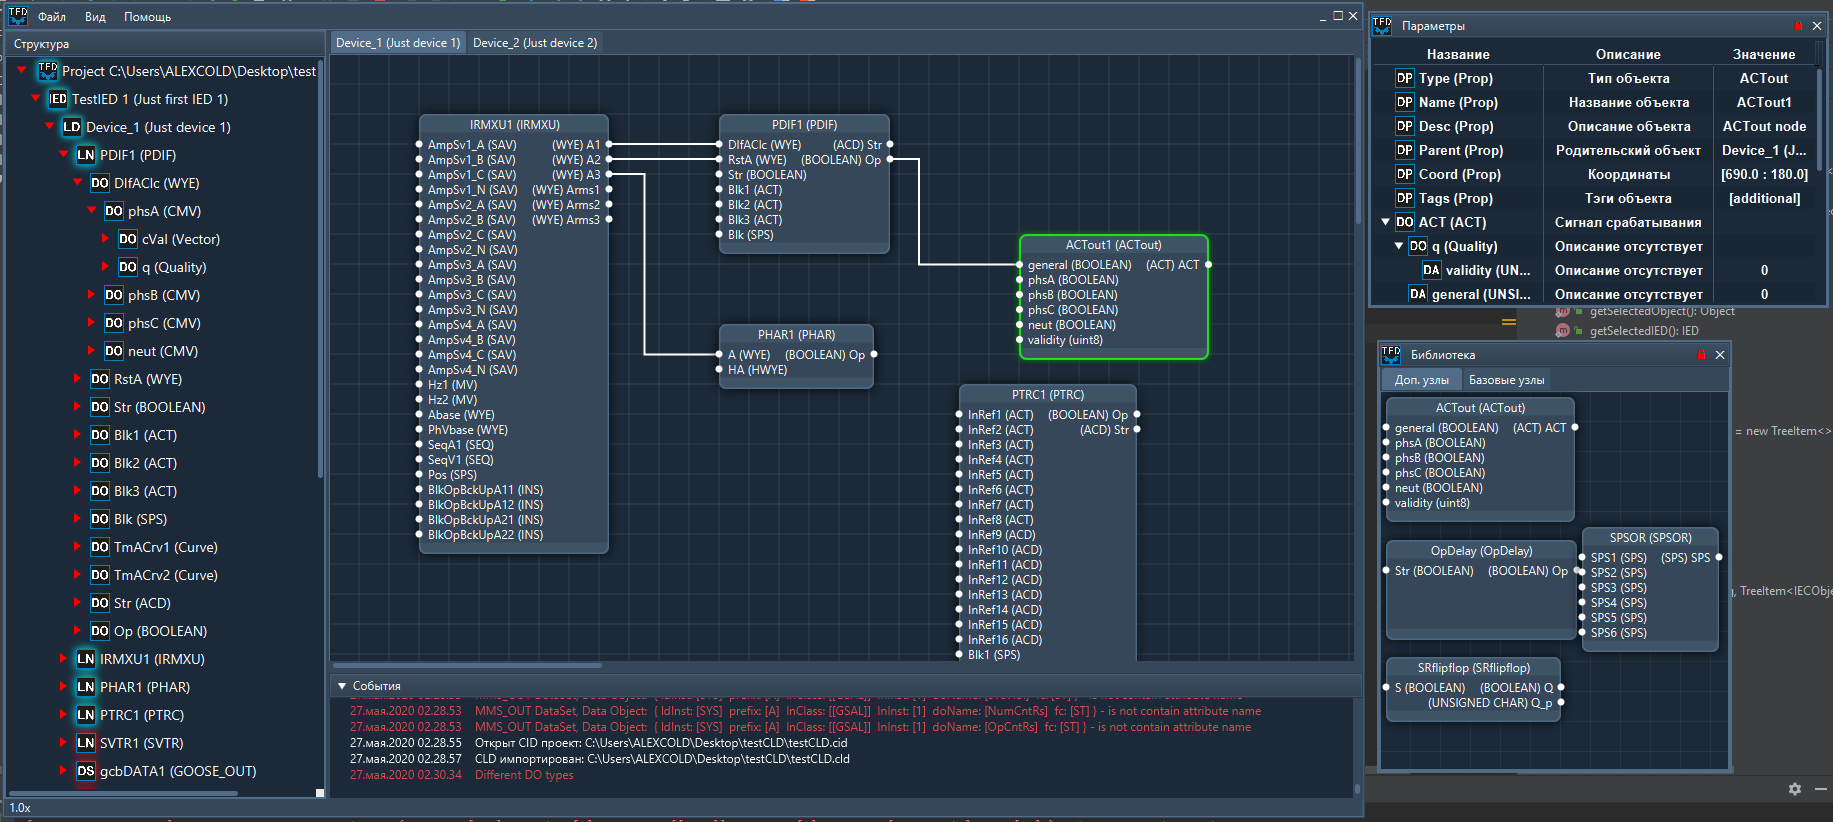 TFD Файл Вид Помощь
Структура
TFD Project C:\Users\ALEXCOLD\Desktop\test
IED TestIED 1 (Just first IED 1)
LD Device_1 (Just device 1)
LN PDIF1 (PDIF)
DO DIfAClc (WYE)
DO phsA (CMV)
DO cVal (Vector)
DO q (Quality)
DO phsB (CMV)
DO phsC (CMV)
DO neut (CMV)
DO RstA (WYE)
DO Str (BOOLEAN)
DO Blk1 (ACT)
DO Blk2 (ACT)
DO Blk3 (ACT)
DO Blk (SPS)
DO TmACrv1 (Curve)
DO TmACrv2 (Curve)
DO Str (ACD)
DO Op (BOOLEAN)
LN IRMXU1 (IRMXU)
LN PHAR1 (PHAR)
LN PTRC1 (PTRC)
LN SVTR1 (SVTR)
DS gcbDATA1 (GOOSE_OUT)
1.0x
Device_1 (Just device 1) Device_2 (Just device 2)
IRMXU1 (IRMXU)
AmpSv1_A (SAV) (WYE) A1
AmpSv1_B (SAV) (WYE) A2
AmpSv1_C (SAV) (WYE) A3
AmpSv1_N (SAV) (WYE) Arms1
AmpSv2_A (SAV) (WYE) Arms2
AmpSv2_B (SAV) (WYE) Arms3
AmpSv2_C (SAV)
AmpSv2_N (SAV)
AmpSv3_A (SAV)
AmpSv3_B (SAV)
AmpSv3_C (SAV)
AmpSv3_N (SAV)
AmpSv4_A (SAV)
AmpSv4_B (SAV)
AmpSv4_C (SAV)
AmpSv4_N (SAV)
Hz1 (MV)
Hz2 (MV)
Abase (WYE)
PhVbase (WYE)
SeqA1 (SEQ)
SeqV1 (SEQ)
Pos (SPS)
BlkOpBckUpA11 (INS)
BlkOpBckUpA12 (INS)
BlkOpBckUpA21 (INS)
BlkOpBckUpA22 (INS)
PDIF1 (PDIF)
DIfAClc (WYE) (ACD) Str
RstA (WYE) (BOOLEAN) Op
Str (BOOLEAN)
Blk1 (ACT)
Blk2 (ACT)
Blk3 (ACT)
Blk (SPS)
PHAR1 (PHAR)
A (WYE) (BOOLEAN) Op
HA (HWYE)
ACTout1 (ACTout)
general (BOOLEAN) (ACT) ACT
phsA (BOOLEAN)
phsB (BOOLEAN)
phsC (BOOLEAN)
neut (BOOLEAN)
validity (uint8)
PTRC1 (PTRC)
InRef1 (ACT) (BOOLEAN) Op
InRef2 (ACT) (ACD) Str
InRef3 (ACT)
InRef4 (ACT)
InRef5 (ACT)
InRef6 (ACT)
InRef7 (ACT)
InRef8 (ACT)
InRef9 (ACD)
InRef10 (ACD)
InRef11 (ACD)
InRef12 (ACD)
InRef13 (ACD)
InRef14 (ACD)
InRef15 (ACD)
InRef16 (ACD)
Blk1 (SPS)
События
27.мая.2020 02.28.53 MMS_OUT DataSet, Data Object: { ldInst: [SYS] prefix: [A] lnClass: [[GSAL]] lnInst: [1] doName: [NumCntRs] fc: [ST] } - is not contain attribute name
27.мая.2020 02.28.53 MMS_OUT DataSet, Data Object: { ldInst: [SYS] prefix: [A] lnClass: [[GSAL]] lnInst: [1] doName: [OpCntRs] fc: [ST] } - is not contain attribute name
27.мая.2020 02.28.55 Открыт CID проект: C:\Users\ALEXCOLD\Desktop\testCLD\testCLD.cid
27.мая.2020 02.28.57 CLD импортирован: C:\Users\ALEXCOLD\Desktop\testCLD\testCLD.cld
27.мая.2020 02.30.34 Different DO types
TFD Параметры
Название Описание Значение
DP Type (Prop) Тип объекта ACTout
DP Name (Prop) Название объекта ACTout1
DP Desc (Prop) Описание объекта ACTout node
DP Parent (Prop) Родительский объект Device_1 (J...
DP Coord (Prop) Координаты [690.0 : 180.0]
DP Tags (Prop) Тэги объекта [additional]
DO ACT (ACT) Сигнал срабатывания
DO q (Quality) Описание отсутствует
DA validity (UN... Описание отсутствует 0
DA general (UNSI... Описание отсутствует 0
getSelectedObject(): Object
m getSelectedIED(): IED
TFD Библиотека
Доп. узлы Базовые узлы
ACTout (ACTout)
general (BOOLEAN) (ACT) ACT
phsA (BOOLEAN)
phsB (BOOLEAN)
phsC (BOOLEAN)
neut (BOOLEAN)
validity (uint8)
OpDelay (OpDelay)
Str (BOOLEAN) (BOOLEAN) Op
SPSOR (SPSOR)
SPS1 (SPS) (SPS) SPS
SPS2 (SPS)
SPS3 (SPS)
SPS4 (SPS)
SPS5 (SPS)
SPS6 (SPS)
SRflipflop (SRflipflop)
S (BOOLEAN) (BOOLEAN) Q
(UNSIGNED CHAR) Q_p
= new TreeItem<>
, TreeItem<IECObje